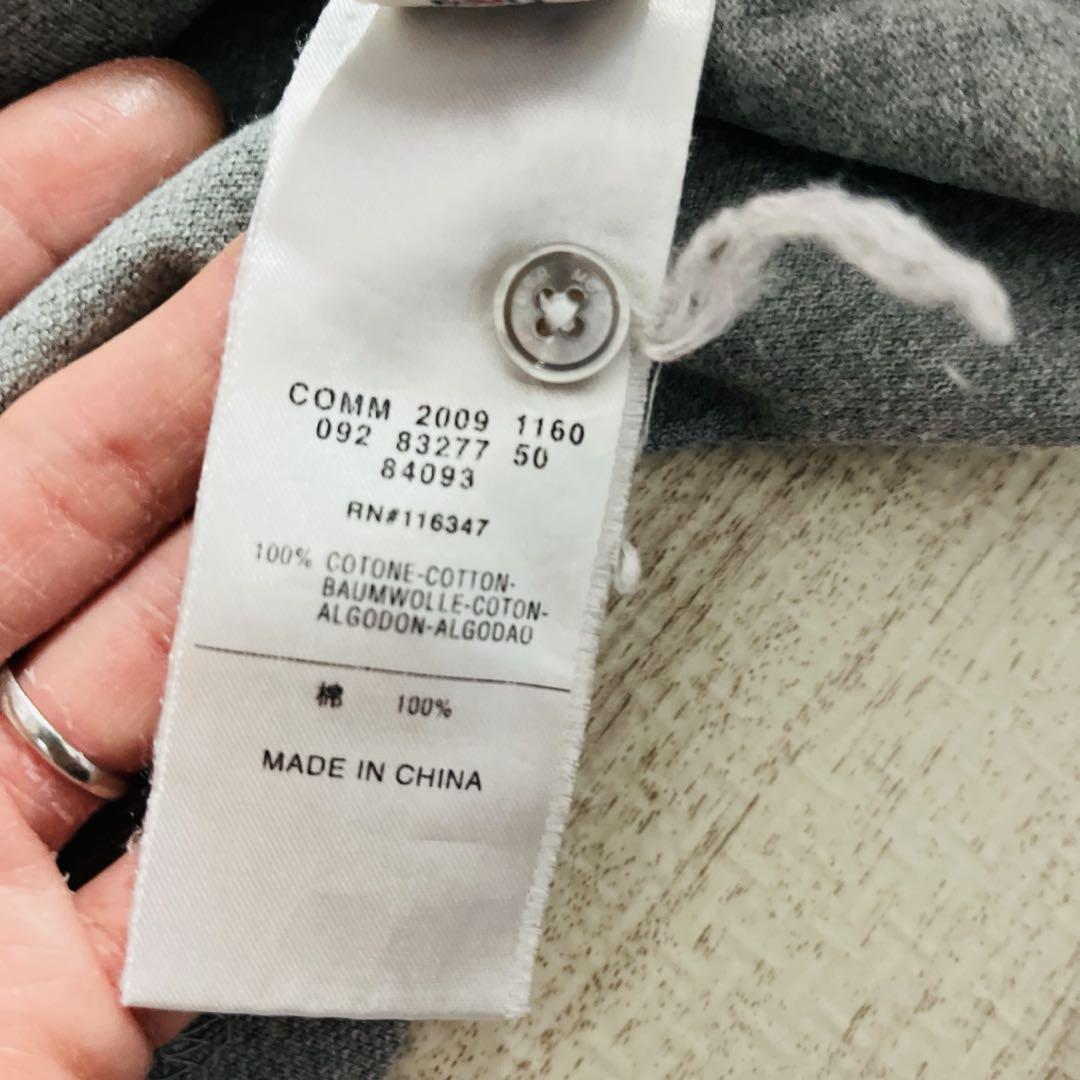 COMM 2009 1160
092 83277 50
84093
RN#116347
100% COTONE-COTTON-
BAUMWOLLE-COTON-
ALGODON-ALGODAO
棉 100%
MADE IN CHINA